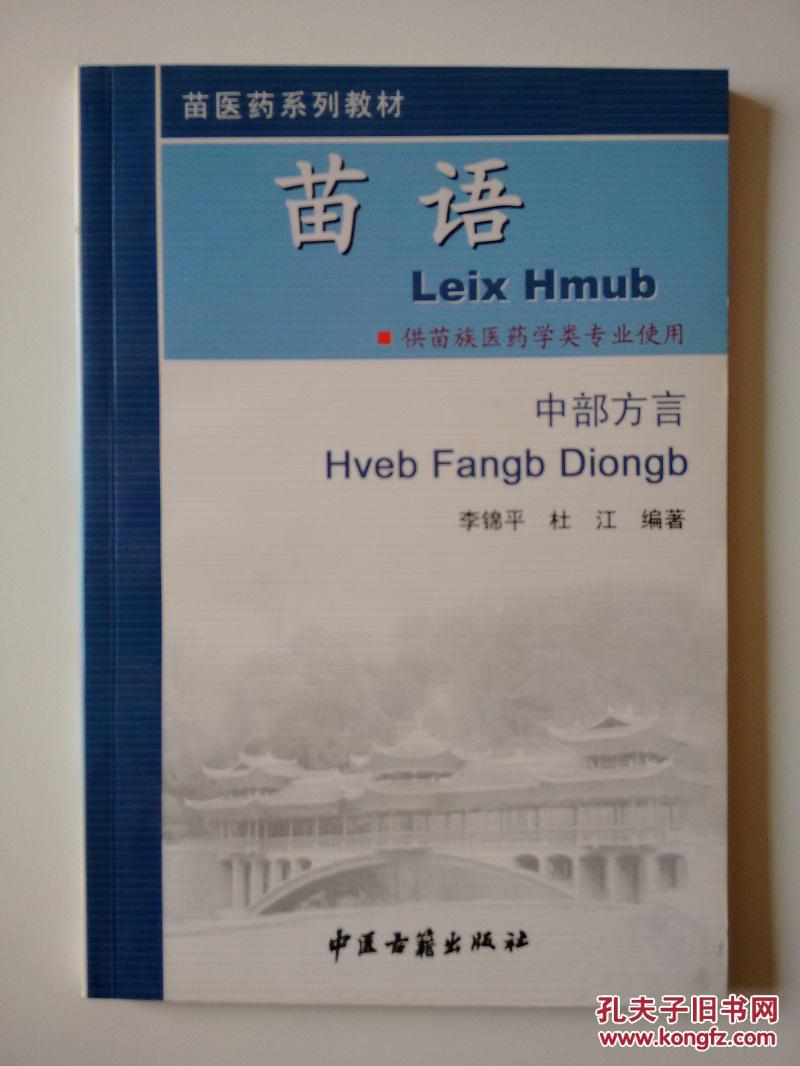 苗医药系列教材
苗 语
Leix Hmub
供苗族医药学类专业使用
中部方言
Hveb Fangb Diongb
李锦平 杜 江 编著
中医古籍出版社
孔夫子旧书网
www.kongfz.com